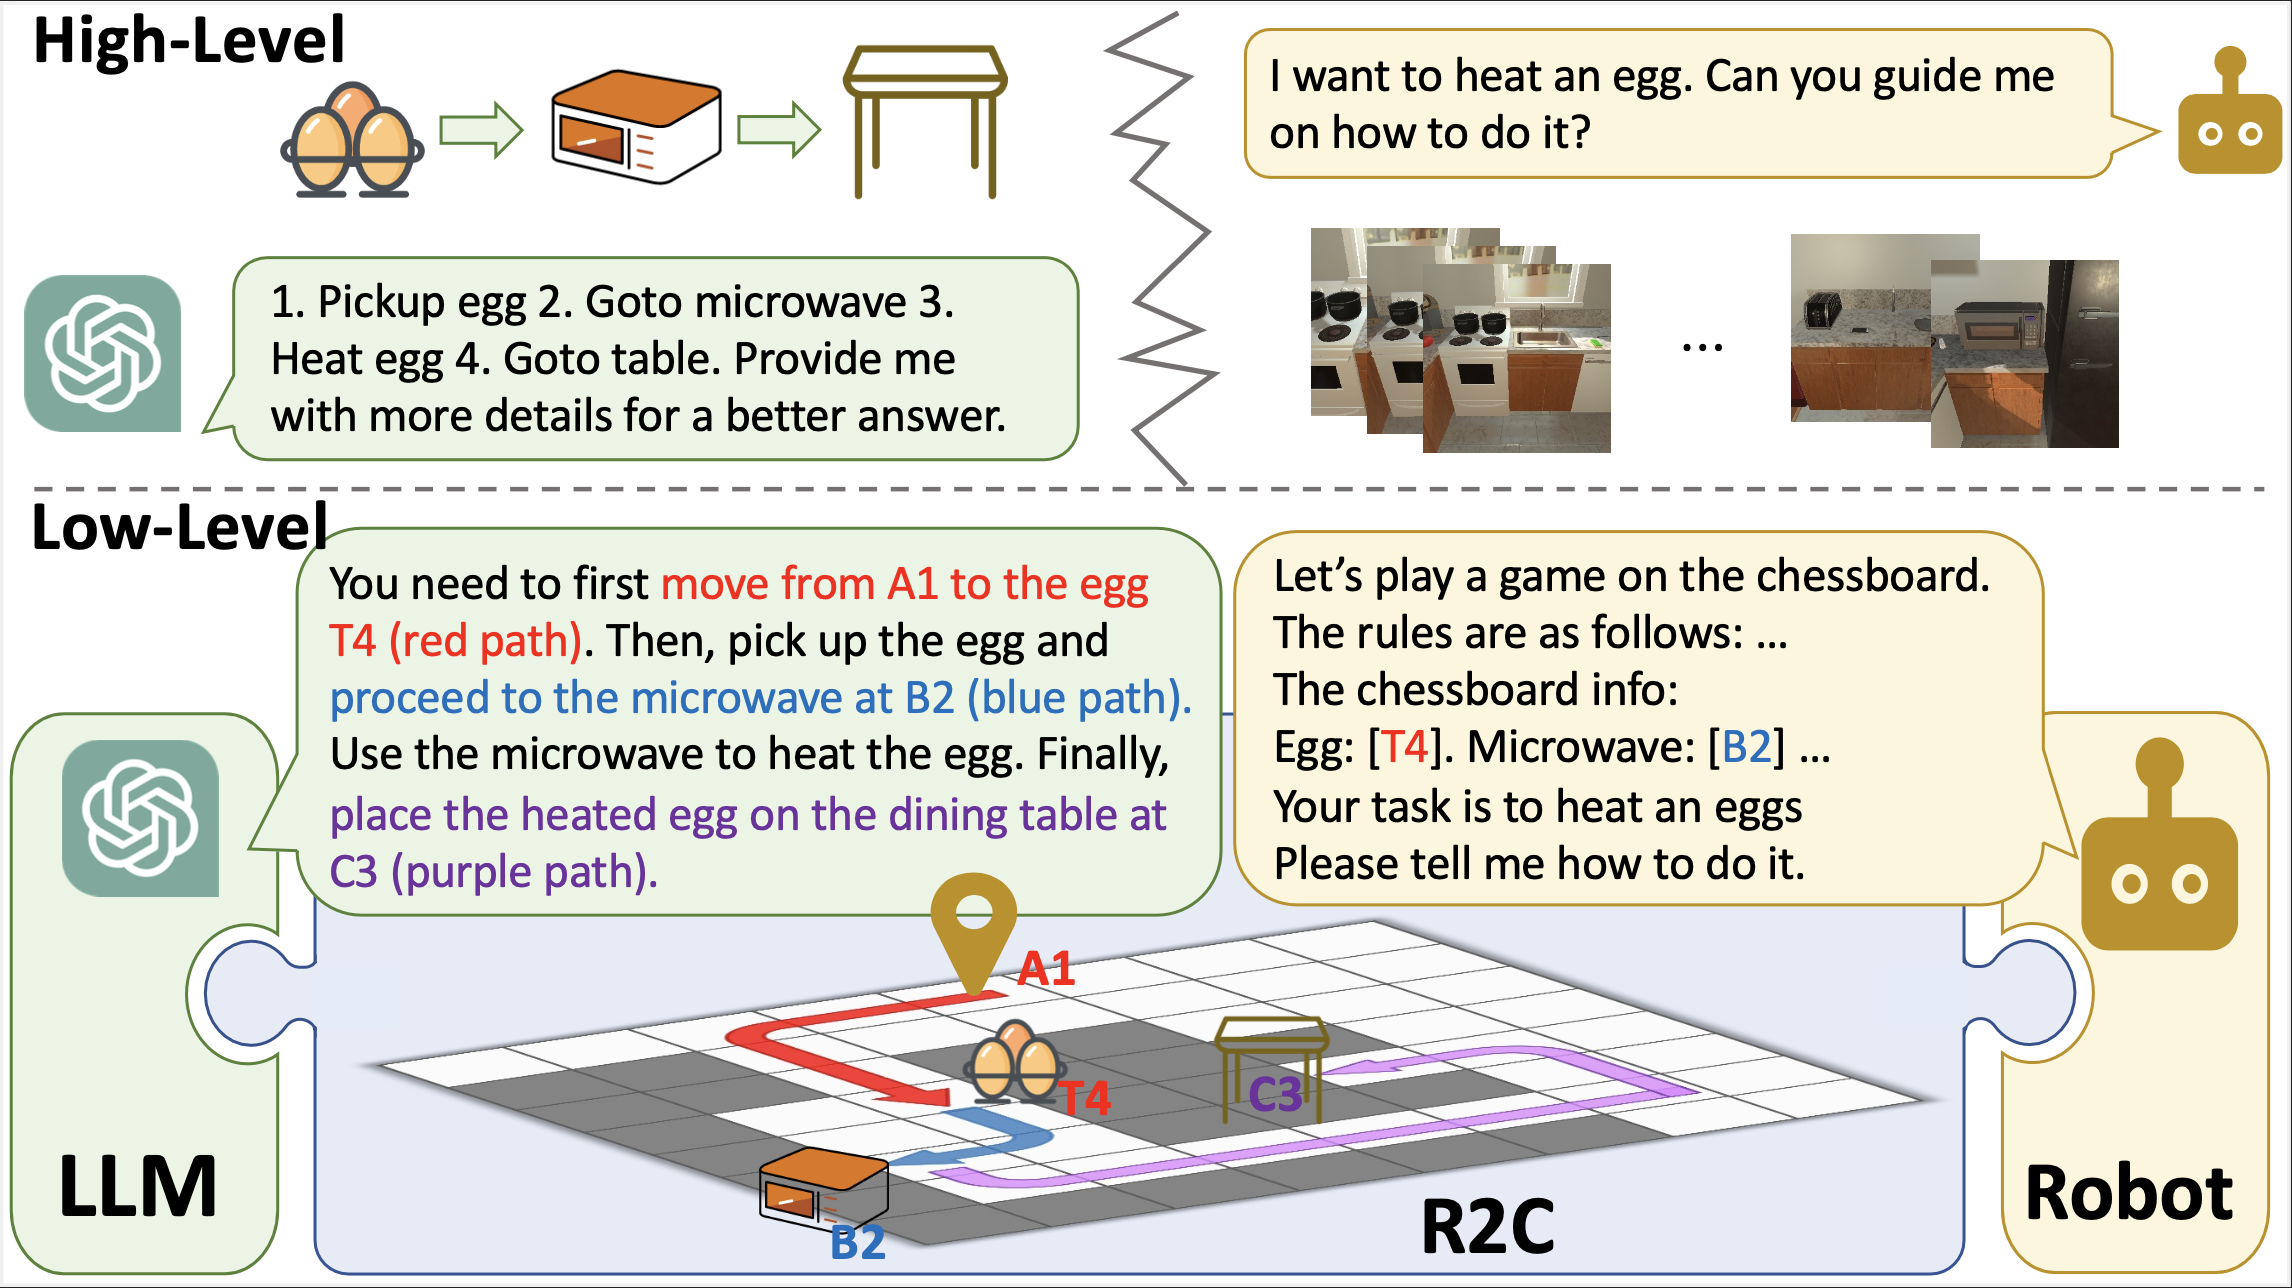 High-Level
I want to heat an egg. Can you guide me
on how to do it?
1. Pickup egg 2. Goto microwave 3.
Heat egg 4. Goto table. Provide me
with more details for a better answer.
...
Low-Level
You need to first move from A1 to the egg
T4 (red path). Then, pick up the egg and
proceed to the microwave at B2 (blue path).
Use the microwave to heat the egg. Finally,
place the heated egg on the dining table at
C3 (purple path).
Let’s play a game on the chessboard.
The rules are as follows: ...
The chessboard info:
Egg: [T4]. Microwave: [B2] ...
Your task is to heat an eggs
Please tell me how to do it.
A1
T4
C3
B2
LLM
R2C
Robot